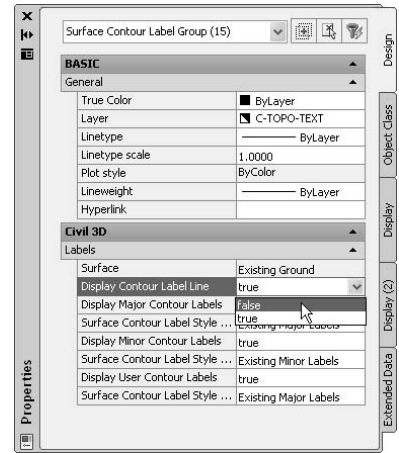 Surface Contour Label Group (15)
BASIC
General
True Color ByLayer
Layer C-TOPO-TEXT
Linetype ByLayer
Linetype scale 1.0000
Plot style ByColor
Lineweight ByLayer
Hyperlink
Civil 3D
Labels
Surface Existing Ground
Display Contour Label Line true
false
true
Display Major Contour Labels
Surface Contour Label Style ... Existing Major Labels
Display Minor Contour Labels true
Surface Contour Label Style ... Existing Minor Labels
Display User Contour Labels true
Surface Contour Label Style ... Existing Major Labels
Properties
Design
Object Class
Display
Display (2)
Extended Data